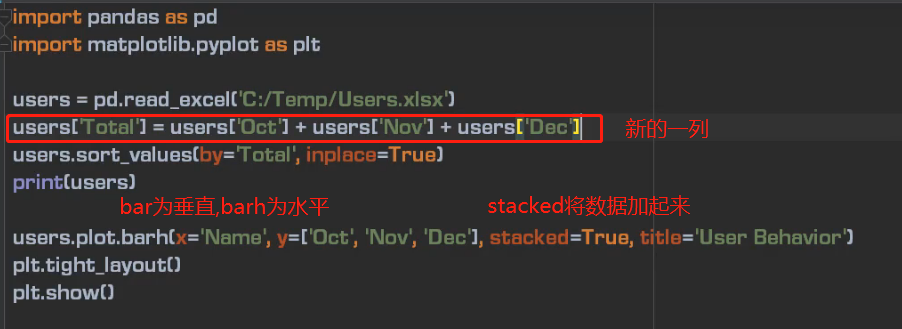 import pandas as pd
import matplotlib.pyplot as plt
users = pd.read_excel('C:/Temp/Users.xlsx')
users['Total'] = users['Oct'] + users['Nov'] + users['Dec'] 新的一列
users.sort_values(by='Total', inplace=True)
print(users)
bar为垂直,barh为水平 stacked将数据加起来
users.plot.barh(x='Name', y=['Oct', 'Nov', 'Dec'], stacked=True, title='User Behavior')
plt.tight_layout()
plt.show()